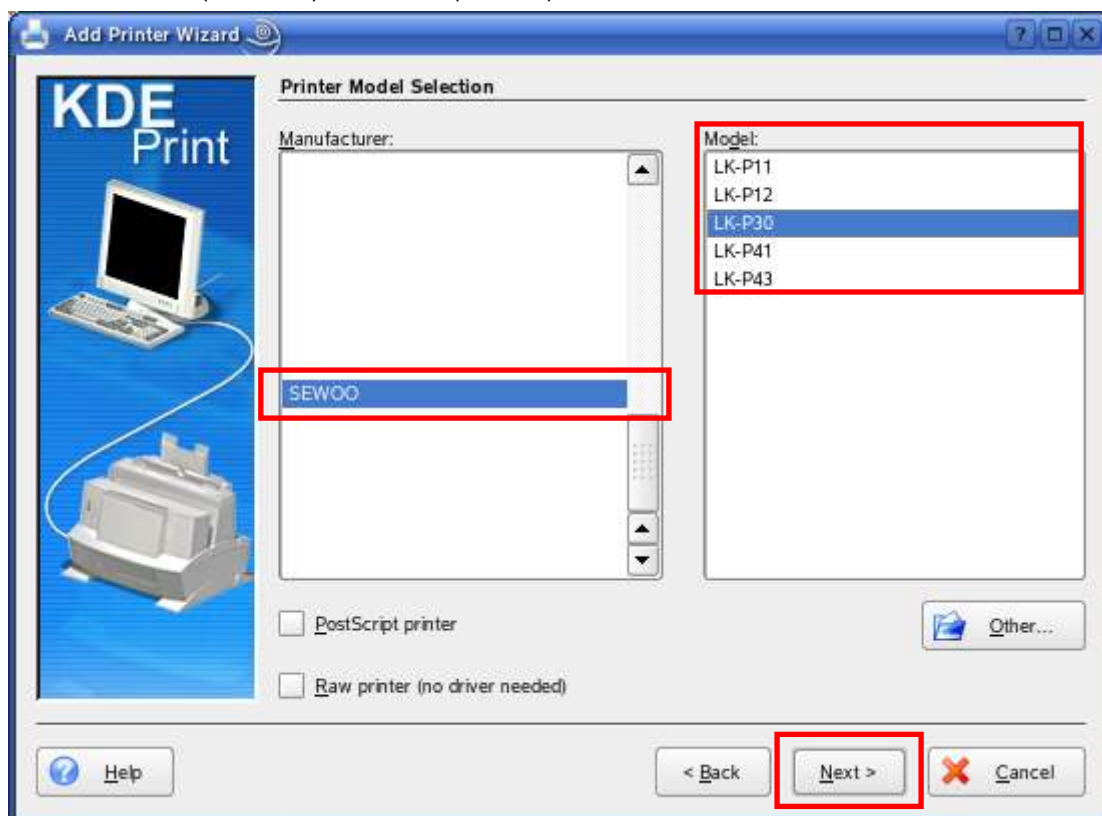 Add Printer Wizard
KDE
Print
Printer Model Selection
Manufacturer:
SEWOO
Model:
LK-P11
LK-P12
LK-P30
LK-P41
LK-P43
PostScript printer
Other...
Raw printer (no driver needed)
Help
< Back
Next >
Cancel